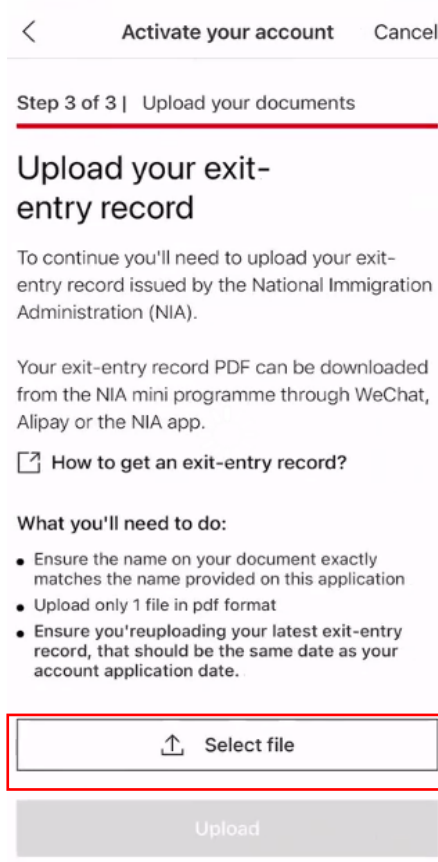 Activate your account Cancel
Step 3 of 3 | Upload your documents
Upload your exit-
entry record
To continue you'll need to upload your exit-
entry record issued by the National Immigration
Administration (NIA).
Your exit-entry record PDF can be downloaded
from the NIA mini programme through WeChat,
Alipay or the NIA app.
How to get an exit-entry record?
What you'll need to do:
• Ensure the name on your document exactly
matches the name provided on this application
• Upload only 1 file in pdf format
• Ensure you'reuploading your latest exit-entry
record, that should be the same date as your
account application date.
Select file
Upload